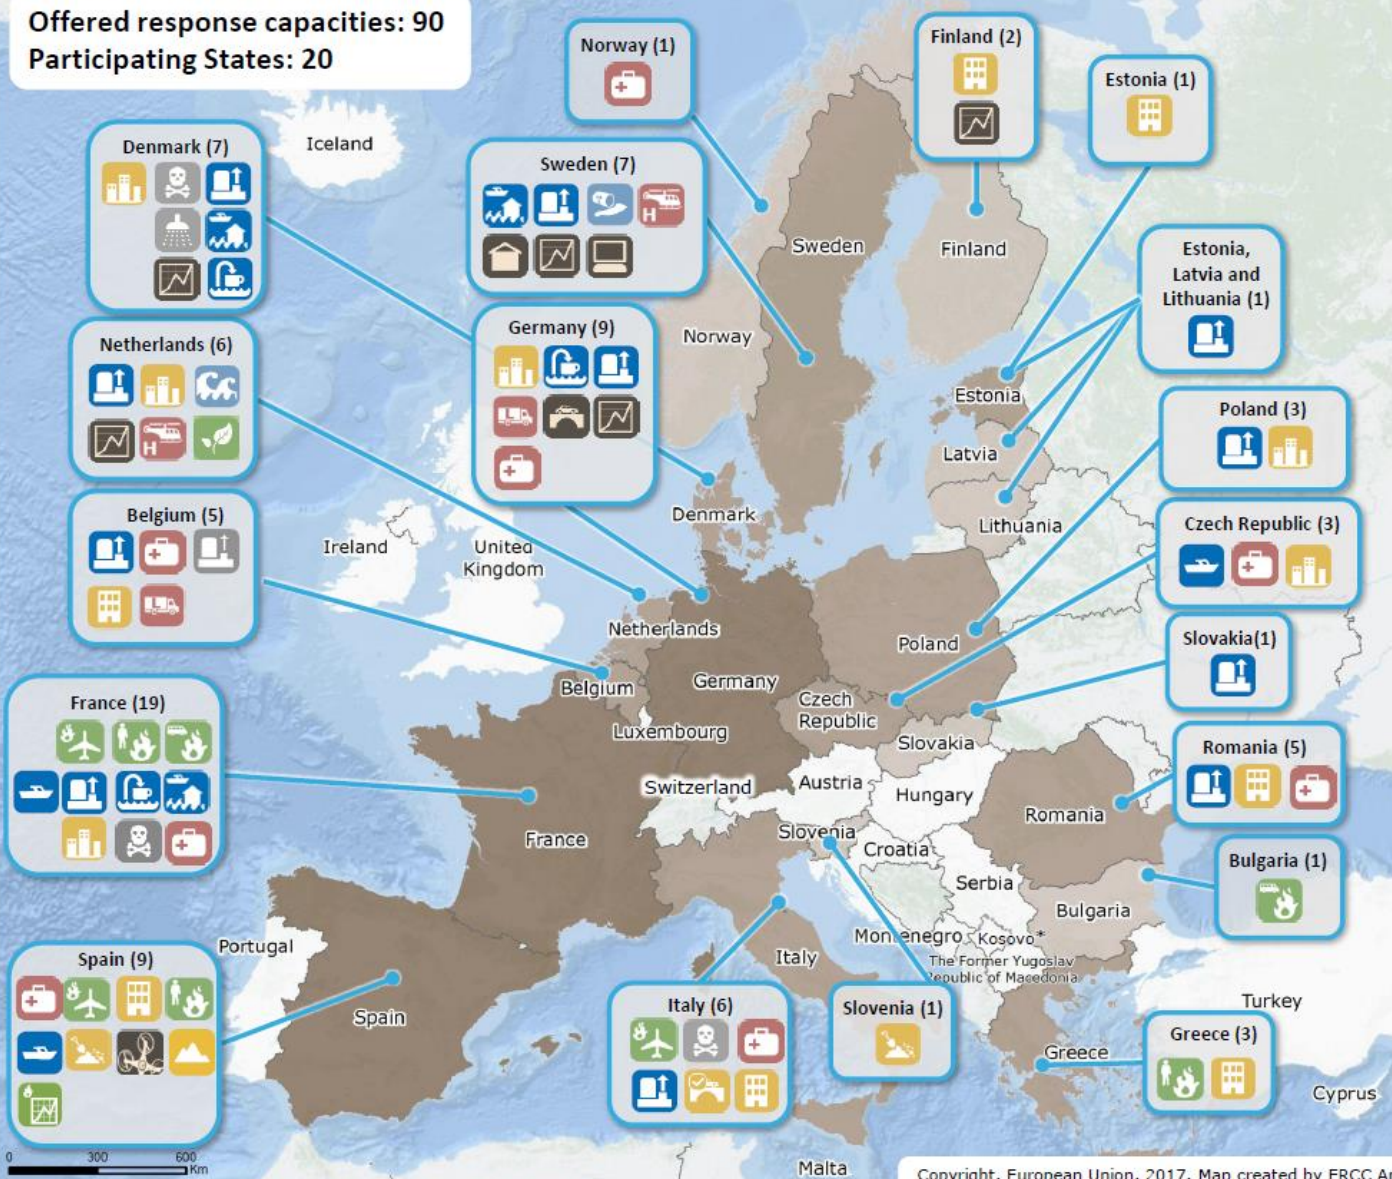 Offered response capacities: 90
Participating States: 20
Norway (1)
Finland (2)
Estonia (1)
Iceland
Denmark (7)
Sweden (7)
H
Sweden
Finland
Estonia,
Latvia and
Lithuania (1)
Netherlands (6)
H
Germany (9)
Norway
Estonia
Latvia
Lithuania
Poland (3)
Belgium (5)
Ireland
United
Kingdom
Denmark
Czech Republic (3)
Netherlands
Poland
Slovakia(1)
Belgium
Germany
Czech
Republic
Luxembourg
Slovakia
France (19)
Switzerland
Austria
Hungary
Romania (5)
Romania
France
Slovenia
Croatia
Serbia
Bulgaria (1)
Bulgaria
Portugal
Montenegro
Kosovo*
The Former Yugoslav
Republic of Macedonia
Italy
Spain (9)
Spain
Italy (6)
Slovenia (1)
Turkey
Greece (3)
Greece
Cyprus
0 300 600
Km
Malta
Copyright, European Union, 2017. Map created by ERCC